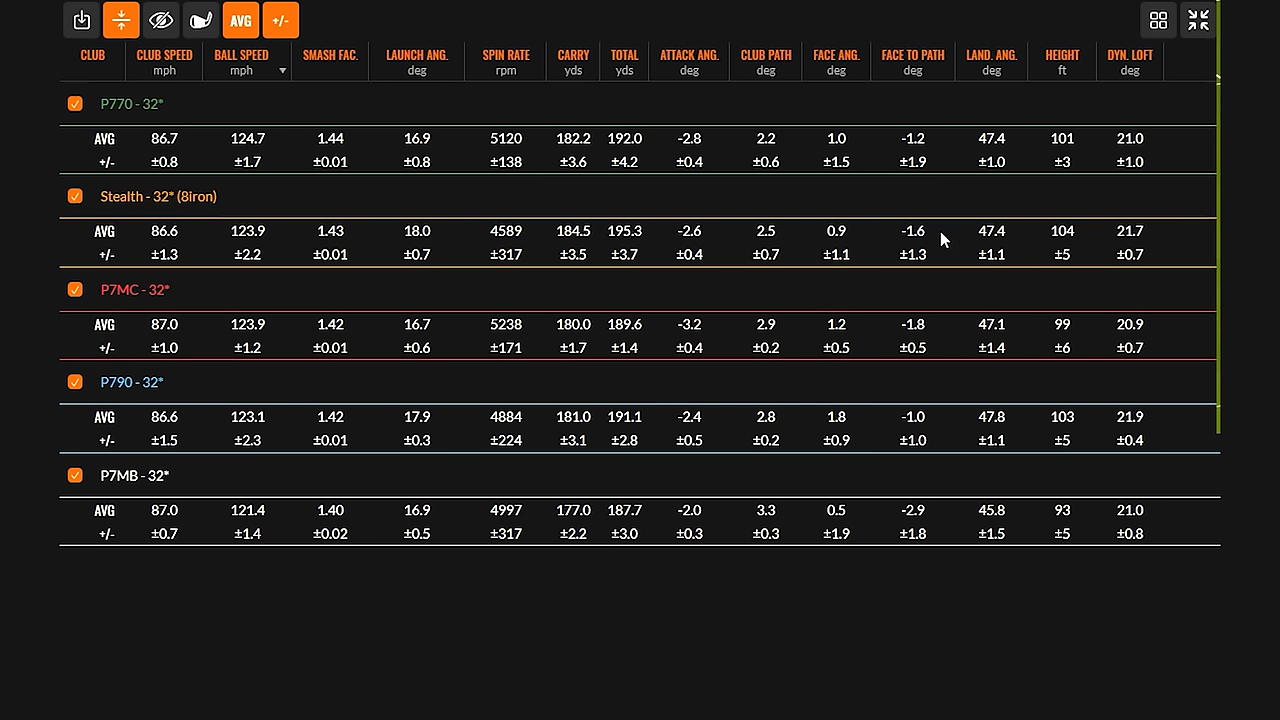 AVG +/-
CLUB CLUB SPEED BALL SPEED SMASH FAC. LAUNCH ANG. SPIN RATE CARRY TOTAL ATTACK ANG. CLUB PATH FACE ANG. FACE TO PATH LAND. ANG. HEIGHT DYN. LOFT
mph mph deg rpm yds yds deg deg deg deg deg ft deg
P770 - 32*
AVG 86.7 124.7 1.44 16.9 5120 182.2 192.0 -2.8 2.2 1.0 -1.2 47.4 101 21.0
+/- ±0.8 ±1.7 ±0.01 ±0.8 ±138 ±3.6 ±4.2 ±0.4 ±0.6 ±1.5 ±1.9 ±1.0 ±3 ±1.0
Stealth - 32* (8iron)
AVG 86.6 123.9 1.43 18.0 4589 184.5 195.3 -2.6 2.5 0.9 -1.6 47.4 104 21.7
+/- ±1.3 ±2.2 ±0.01 ±0.7 ±317 ±3.5 ±3.7 ±0.4 ±0.7 ±1.1 ±1.3 ±1.1 ±5 ±0.7
P7MC - 32*
AVG 87.0 123.9 1.42 16.7 5238 180.0 189.6 -3.2 2.9 1.2 -1.8 47.1 99 20.9
+/- ±1.0 ±1.2 ±0.01 ±0.6 ±171 ±1.7 ±1.4 ±0.4 ±0.2 ±0.5 ±0.5 ±1.4 ±6 ±0.7
P790 - 32*
AVG 86.6 123.1 1.42 17.9 4884 181.0 191.1 -2.4 2.8 1.8 -1.0 47.8 103 21.9
+/- ±1.5 ±2.3 ±0.01 ±0.3 ±224 ±3.1 ±2.8 ±0.5 ±0.2 ±0.9 ±1.0 ±1.1 ±5 ±0.4
P7MB - 32*
AVG 87.0 121.4 1.40 16.9 4997 177.0 187.7 -2.0 3.3 0.5 -2.9 45.8 93 21.0
+/- ±0.7 ±1.4 ±0.02 ±0.5 ±317 ±2.2 ±3.0 ±0.3 ±0.3 ±1.9 ±1.8 ±1.5 ±5 ±0.8